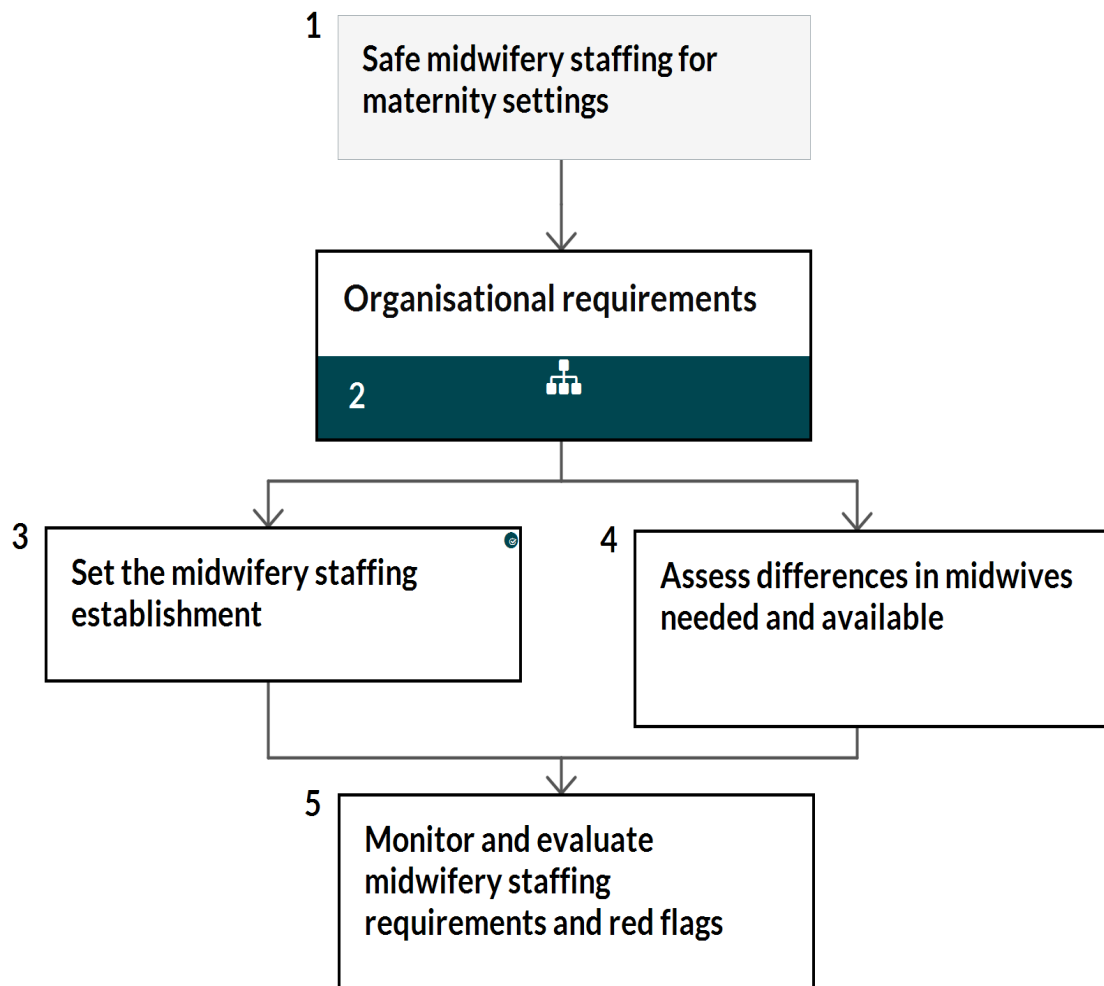 1
Safe midwifery staffing for
maternity settings
Organisational requirements
2
3
Set the midwifery staffing
establishment
4
Assess differences in midwives
needed and available
5
Monitor and evaluate
midwifery staffing
requirements and red flags